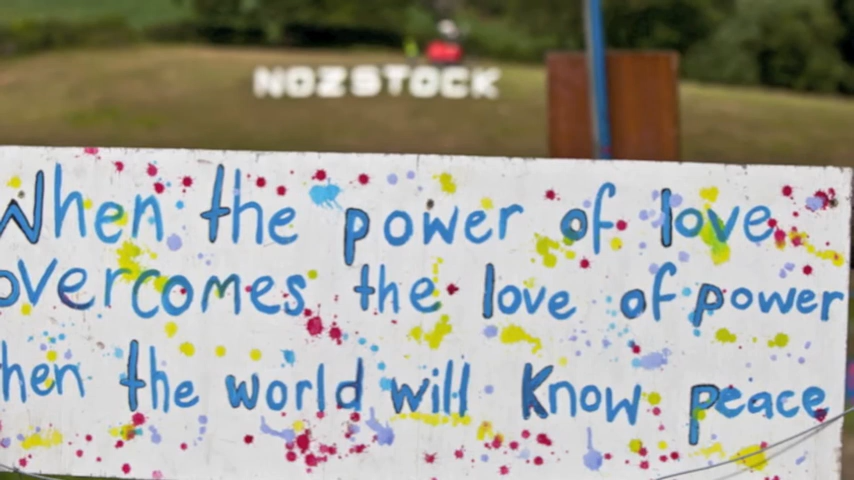 NOZSTOCK
When the power of love
overcomes the love of power
then the world will Know peace